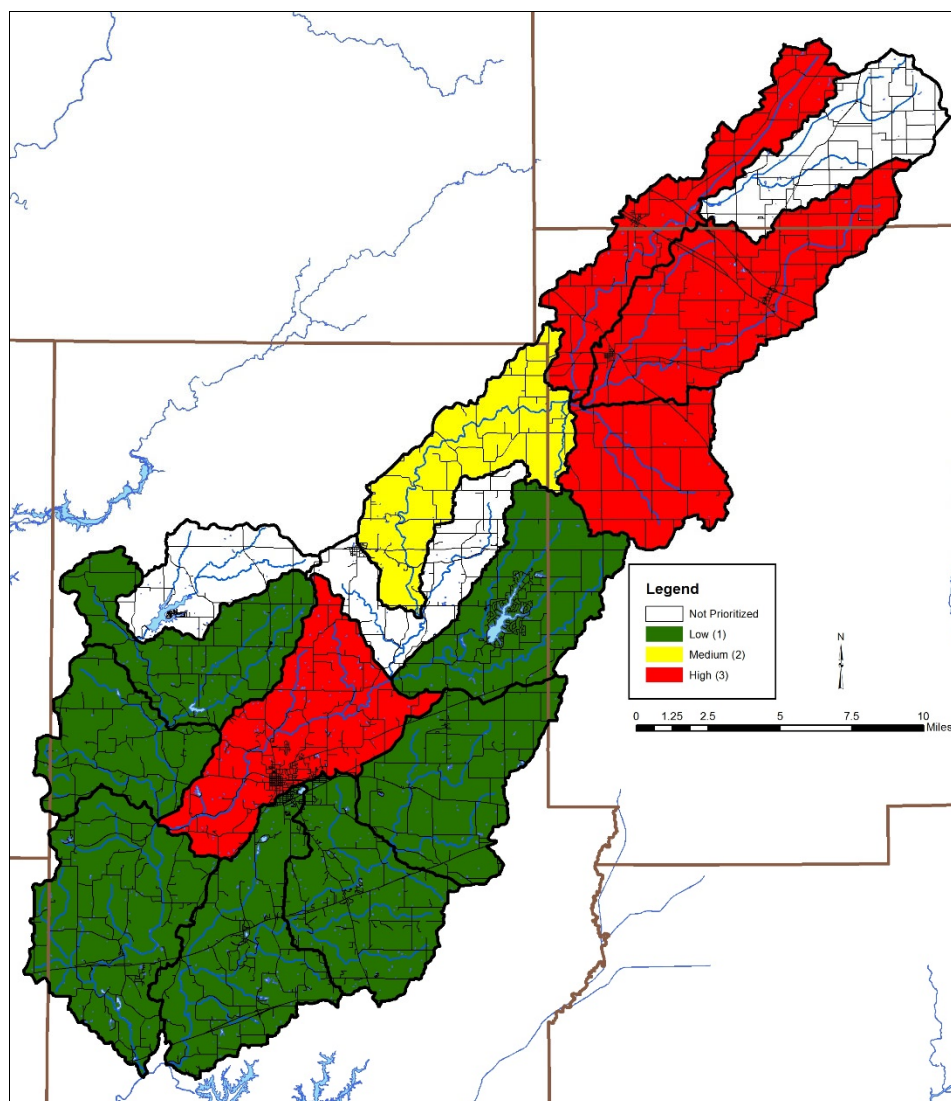 Legend
Not Prioritized
Low (1)
Medium (2)
High (3)
N
0 1.25 2.5 5 7.5 10
Miles